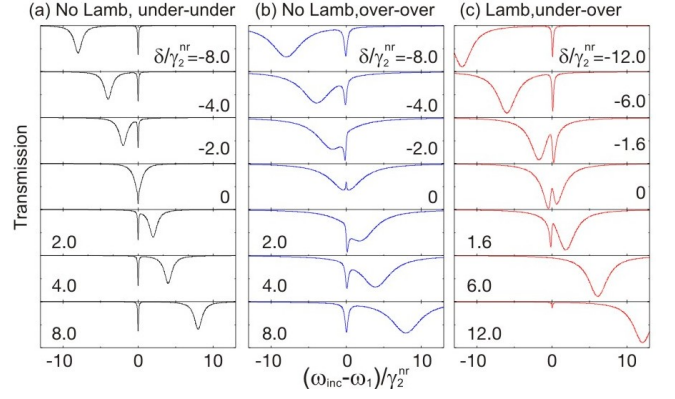 (a) No Lamb, under-under
(b) No Lamb,over-over
(c) Lamb,under-over
δ/γ₂ⁿʳ=-8.0
δ/γ₂ⁿʳ=-8.0
δ/γ₂ⁿʳ=-12.0
-4.0
-4.0
-6.0
-2.0
-2.0
-1.6
0
0
0
2.0
2.0
1.6
4.0
4.0
6.0
8.0
8.0
12.0
-10 0 10
-10 0 10
-10 0 10
Transmission
(ωinc-ω₁)/γ₂ⁿʳ